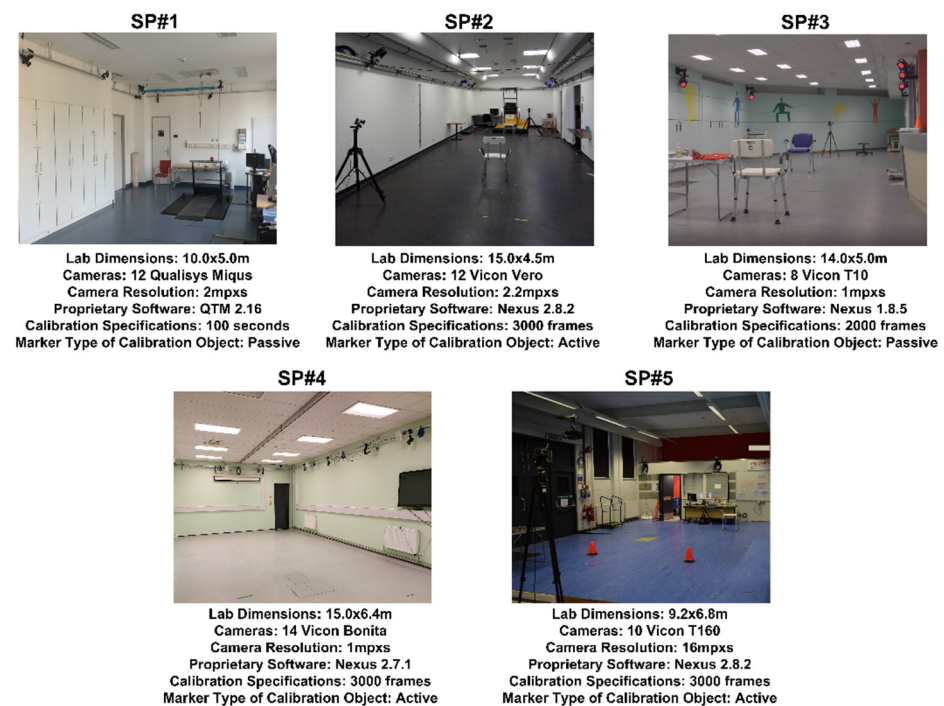 SP#1
Lab Dimensions: 10.0x5.0m
Cameras: 12 Qualisys Miqus
Camera Resolution: 2mpxs
Proprietary Software: QTM 2.16
Calibration Specifications: 100 seconds
Marker Type of Calibration Object: Passive
SP#2
Lab Dimensions: 15.0x4.5m
Cameras: 12 Vicon Vero
Camera Resolution: 2.2mpxs
Proprietary Software: Nexus 2.8.2
Calibration Specifications: 3000 frames
Marker Type of Calibration Object: Active
SP#3
Lab Dimensions: 14.0x5.0m
Cameras: 8 Vicon T10
Camera Resolution: 1mpxs
Proprietary Software: Nexus 1.8.5
Calibration Specifications: 2000 frames
Marker Type of Calibration Object: Passive
SP#4
Lab Dimensions: 15.0x6.4m
Cameras: 14 Vicon Bonita
Camera Resolution: 1mpxs
Proprietary Software: Nexus 2.7.1
Calibration Specifications: 3000 frames
Marker Type of Calibration Object: Active
SP#5
Lab Dimensions: 9.2x6.8m
Cameras: 10 Vicon T160
Camera Resolution: 16mpxs
Proprietary Software: Nexus 2.8.2
Calibration Specifications: 3000 frames
Marker Type of Calibration Object: Active